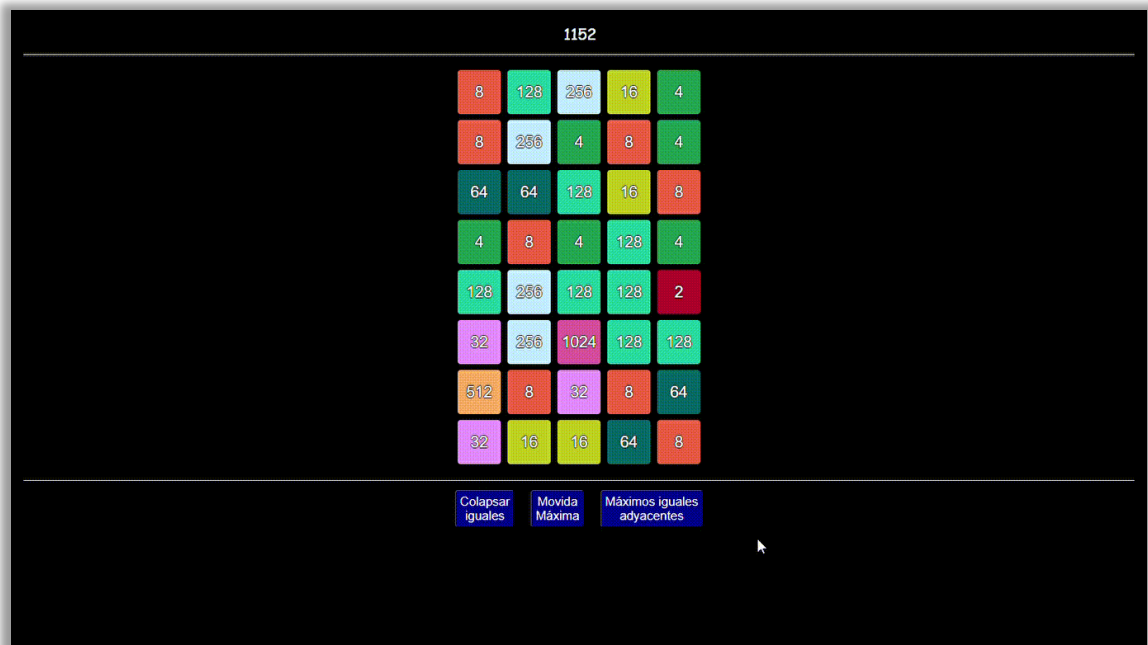 1152
8 128 256 16 4
8 256 4 8 4
64 64 128 16 8
4 8 4 128 4
128 256 128 128 2
32 256 1024 128 128
512 8 32 8 64
32 16 16 64 8
Colapsar iguales
Movida Máxima
Máximos iguales adyacentes